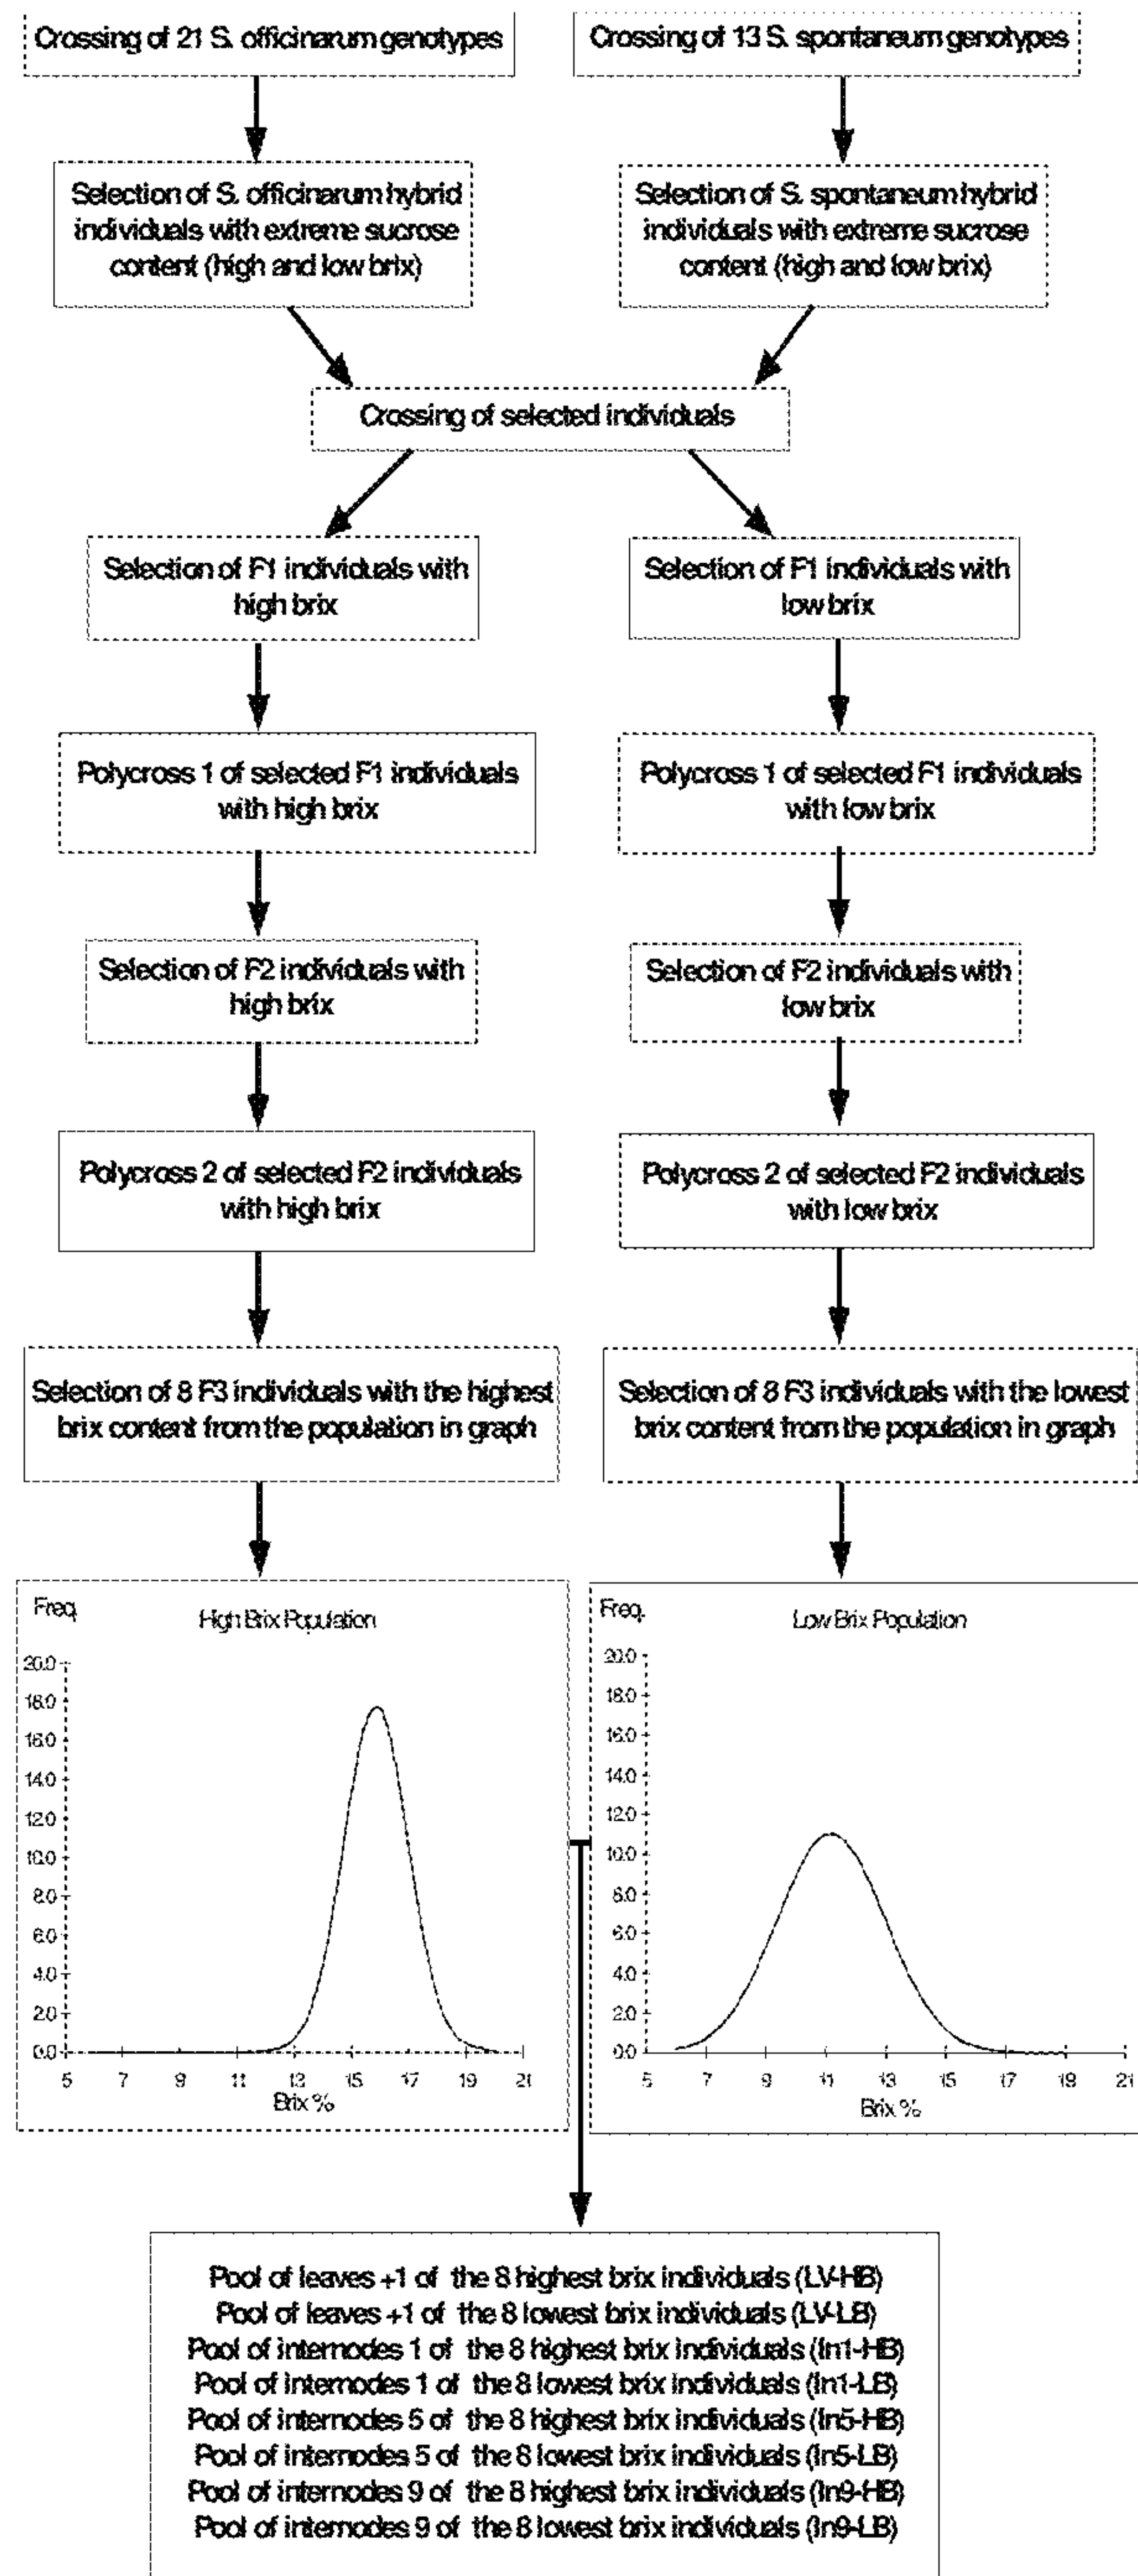 Crossing of 21 S. officinarum genotypes
Crossing of 13 S. spontaneum genotypes
Selection of S. officinarum hybrid
individuals with extreme sucrose
content (high and low brix)
Selection of S. spontaneum hybrid
individuals with extreme sucrose
content (high and low brix)
Crossing of selected individuals
Selection of F1 individuals with
high brix
Selection of F1 individuals with
low brix
Polycross 1 of selected F1 individuals
with high brix
Polycross 1 of selected F1 individuals
with low brix
Selection of F2 individuals with
high brix
Selection of F2 individuals with
low brix
Polycross 2 of selected F2 individuals
with high brix
Polycross 2 of selected F2 individuals
with low brix
Selection of 8 F3 individuals with the highest
brix content from the population in graph
Selection of 8 F3 individuals with the lowest
brix content from the population in graph
Freq.
High Brix Population
20.0
18.0
16.0
14.0
12.0
10.0
8.0
6.0
4.0
2.0
0.0
5 7 9 11 13 15 17 19 21
Brix %
Freq.
Low Brix Population
20.0
18.0
16.0
14.0
12.0
10.0
8.0
6.0
4.0
2.0
0.0
5 7 9 11 13 15 17 19 21
Brix %
Pool of leaves +1 of the 8 highest brix individuals (LV-HB)
Pool of leaves +1 of the 8 lowest brix individuals (LV-LB)
Pool of internodes 1 of the 8 highest brix individuals (In1-HB)
Pool of internodes 1 of the 8 lowest brix individuals (In1-LB)
Pool of internodes 5 of the 8 highest brix individuals (In5-HB)
Pool of internodes 5 of the 8 lowest brix individuals (In5-LB)
Pool of internodes 9 of the 8 highest brix individuals (In9-HB)
Pool of internodes 9 of the 8 lowest brix individuals (In9-LB)